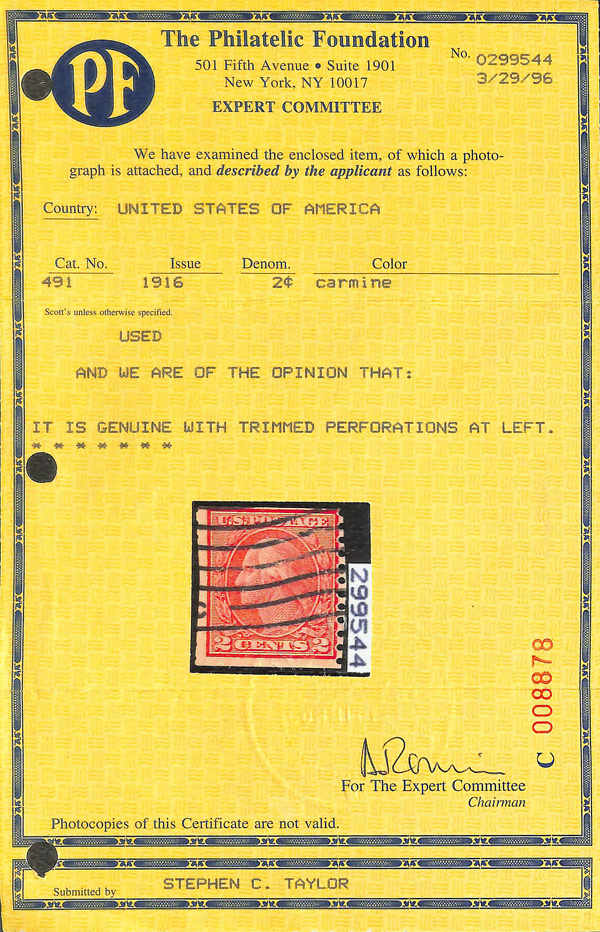 PF
The Philatelic Foundation
501 Fifth Avenue • Suite 1901
New York, NY 10017
EXPERT COMMITTEE
No. 0299544
3/29/96
We have examined the enclosed item, of which a photo-
graph is attached, and described by the applicant as follows:
Country: UNITED STATES OF AMERICA
Cat. No. Issue Denom. Color
491 1916 2¢ carmine
Scott's unless otherwise specified.
USED
AND WE ARE OF THE OPINION THAT:
IT IS GENUINE WITH TRIMMED PERFORATIONS AT LEFT.
* * * * * * *
U.S. POSTAGE
2 CENTS 2
299544
C 008878
For The Expert Committee
Chairman
Photocopies of this Certificate are not valid.
Submitted by STEPHEN C. TAYLOR